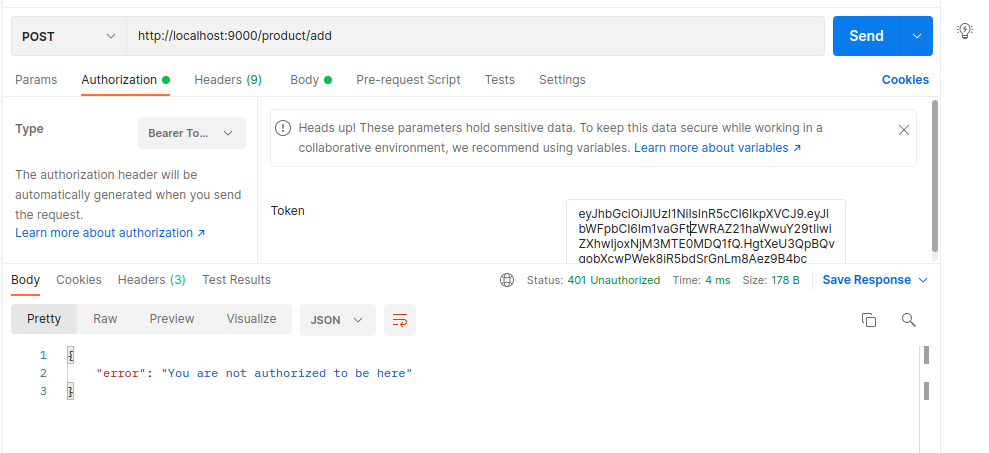 POST
http://localhost:9000/product/add
Send
Params
Authorization
Headers (9)
Body
Pre-request Script
Tests
Settings
Cookies
Type
Bearer To...
The authorization header will be
automatically generated when you send
the request.
Learn more about authorization ↗
Heads up! These parameters hold sensitive data. To keep this data secure while working in a
collaborative environment, we recommend using variables. Learn more about variables ↗
Token
eyJhbGciOiJIUzI1NiIsInR5cCI6IkpXVCJ9.eyJl
bWFpbCI6Im1vaGFtZWRAZ21haWwuY29tIiwi
ZXhwIjoxNjM3MTE0MDQ1fQ.HgtXeU3QpBQv
gobXcwPWek8iR5bdSrGnLm8Aez9B4bc
Body
Cookies
Headers (3)
Test Results
Status: 401 Unauthorized
Time: 4 ms
Size: 178 B
Save Response
Pretty
Raw
Preview
Visualize
JSON
1 {
2 "error": "You are not authorized to be here"
3 }